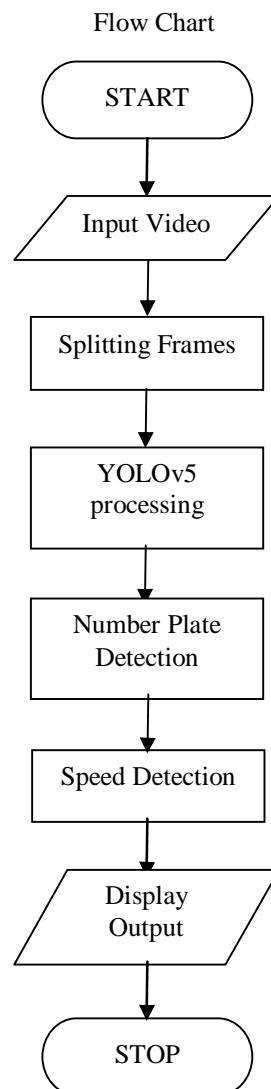 Flow Chart
START
Input Video
Splitting Frames
YOLOv5
processing
Number Plate
Detection
Speed Detection
Display
Output
STOP